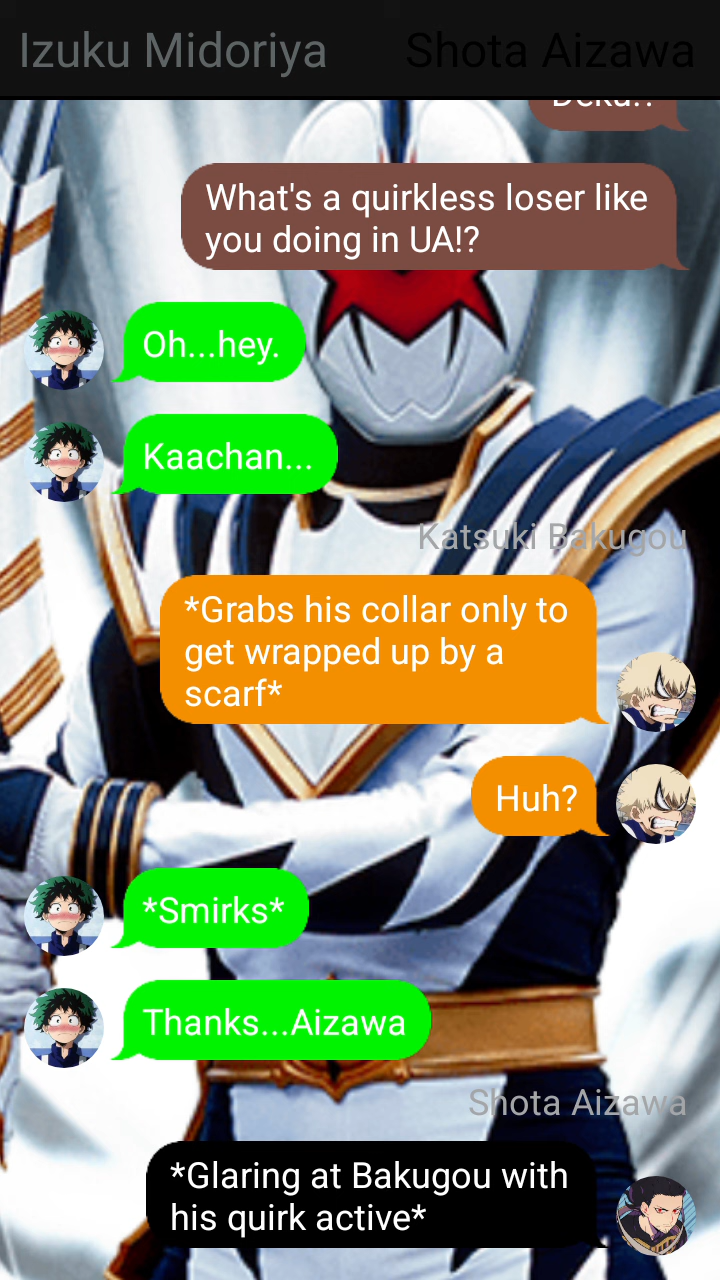 Izuku Midoriya Shota Aizawa
What's a quirkless loser like
you doing in UA!?
Oh...hey.
Kaachan...
Katsuki Bakugou
*Grabs his collar only to
get wrapped up by a
scarf*
Huh?
*Smirks*
Thanks...Aizawa
Shota Aizawa
*Glaring at Bakugou with
his quirk active*